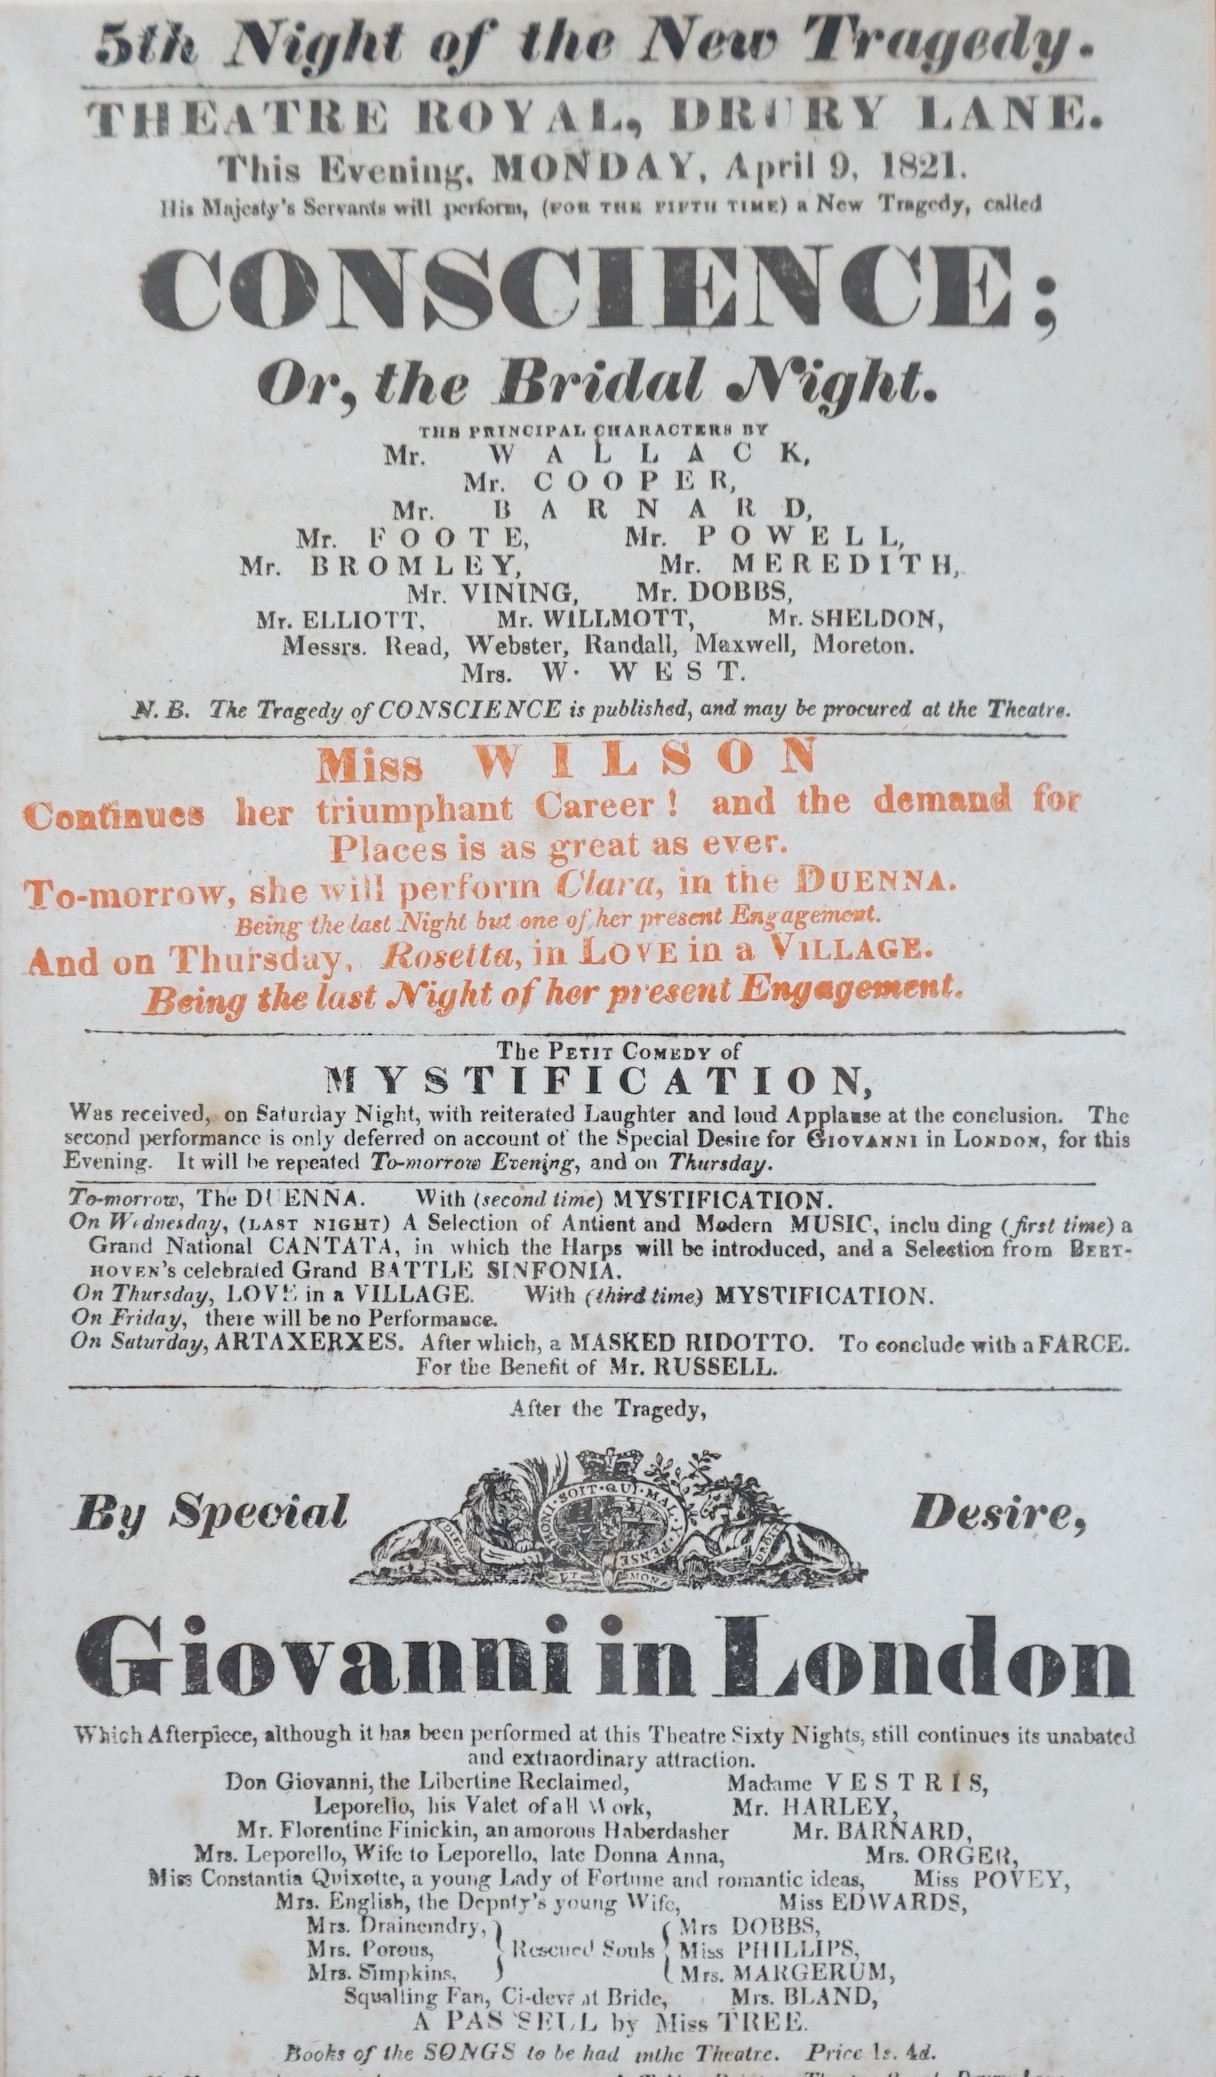 5th Night of the New Tragedy.
THEATRE ROYAL, DRURY LANE.
This Evening, MONDAY, April 9, 1821.
His Majesty's Servants will perform, (FOR THE FIFTH TIME) a New Tragedy, called
CONSCIENCE;
Or, the Bridal Night.
THE PRINCIPAL CHARACTERS BY
Mr. WALLACK,
Mr. COOPER,
Mr. BARNARD,
Mr. FOOTE, Mr. POWELL,
Mr. BROMLEY, Mr. MEREDITH,
Mr. VINING, Mr. DOBBS,
Mr. ELLIOTT, Mr. WILLMOTT, Mr. SHELDON,
Messrs. Read, Webster, Randall, Maxwell, Moreton.
Mrs. W. WEST.
N. B. The Tragedy of CONSCIENCE is published, and may be procured at the Theatre.
Miss WILSON
Continues her triumphant Career! and the demand for
Places is as great as ever.
To-morrow, she will perform Clara, in the DUENNA.
Being the last Night but one of her present Engagement.
And on Thursday, Rosetta, in LOVE in a VILLAGE.
Being the last Night of her present Engagement.
The PETIT COMEDY of
MYSTIFICATION,
Was received, on Saturday Night, with reiterated Laughter and loud Applause at the conclusion. The
second performance is only deferred on account of the Special Desire for GIOVANNI in LONDON, for this
Evening. It will be repeated To-morrow Evening, and on Thursday.
To-morrow, The DUENNA. With (second time) MYSTIFICATION.
On Wednesday, (LAST NIGHT) A Selection of Antient and Modern MUSIC, inclu ding (first time) a
Grand National CANTATA, in which the Harps will be introduced, and a Selection from BEET-
HOVEN's celebrated Grand BATTLE SINFONIA.
On Thursday, LOVE in a VILLAGE. With (third time) MYSTIFICATION.
On Friday, there will be no Performance.
On Saturday, ARTAXERXES. After which, a MASKED RIDOTTO. To conclude with a FARCE.
For the Benefit of Mr. RUSSELL.
After the Tragedy,
By Special Desire,
HONI·SOIT·QUI·MAL·Y·PENSE
DIEU ET MON DROIT
Giovanni in London
Which Afterpiece, although it has been performed at this Theatre Sixty Nights, still continues its unabated
and extraordinary attraction.
Don Giovanni, the Libertine Reclaimed, Madame VESTRIS,
Leporello, his Valet of all Work, Mr. HARLEY,
Mr. Florentine Finickin, an amorous Haberdasher Mr. BARNARD,
Mrs. Leporello, Wife to Leporello, late Donna Anna, Mrs. ORGER,
Miss Constantia Quixotte, a young Lady of Fortune and romantic ideas, Miss POVEY,
Mrs. English, the Depnty's young Wife, Miss EDWARDS,
Mrs. Drainemdry, Mrs DOBBS,
Mrs. Porous, Rescued Souls Miss PHILLIPS,
Mrs. Simpkins, Mrs. MARGERUM,
Squalling Fan, Ci-devant Bride, Mrs. BLAND,
A PAS SEUL by Miss TREE.
Books of the SONGS to be had inthe Theatre. Price 1s. 4d.